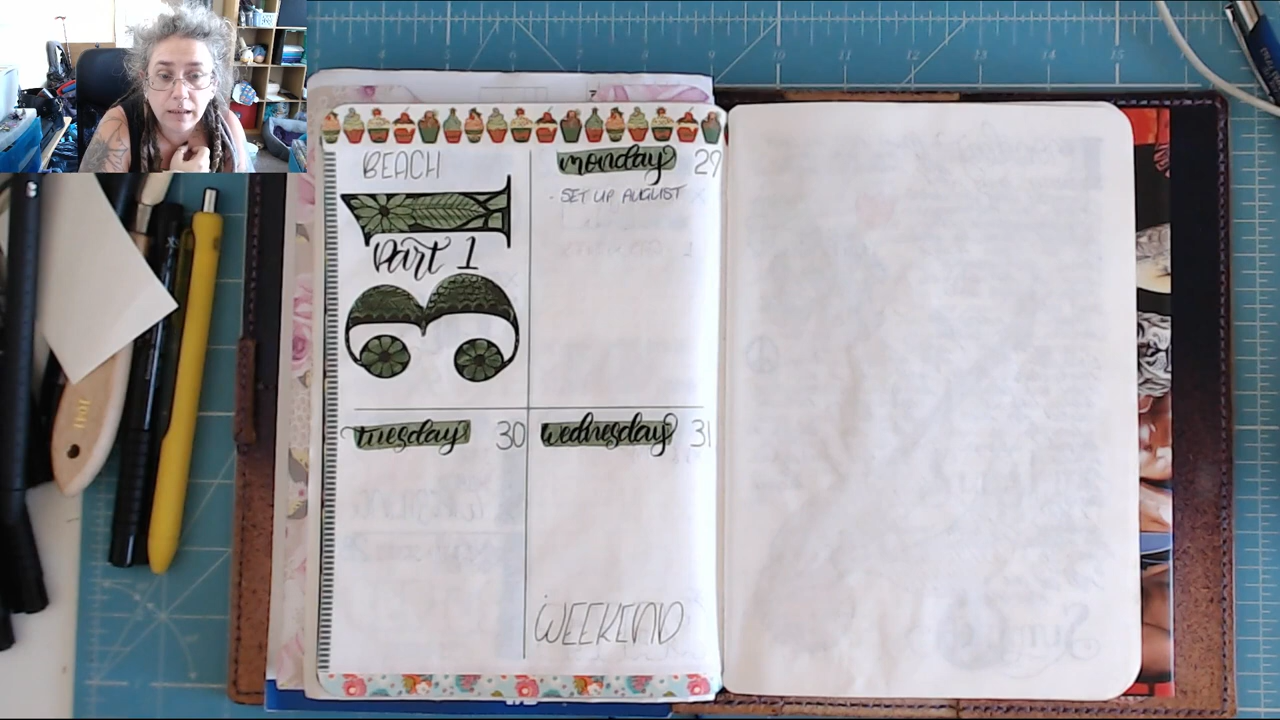 BEACH
monday 29
- SET UP AUGUST
Part 1
tuesday 30
wednesday 31
WEEKEND